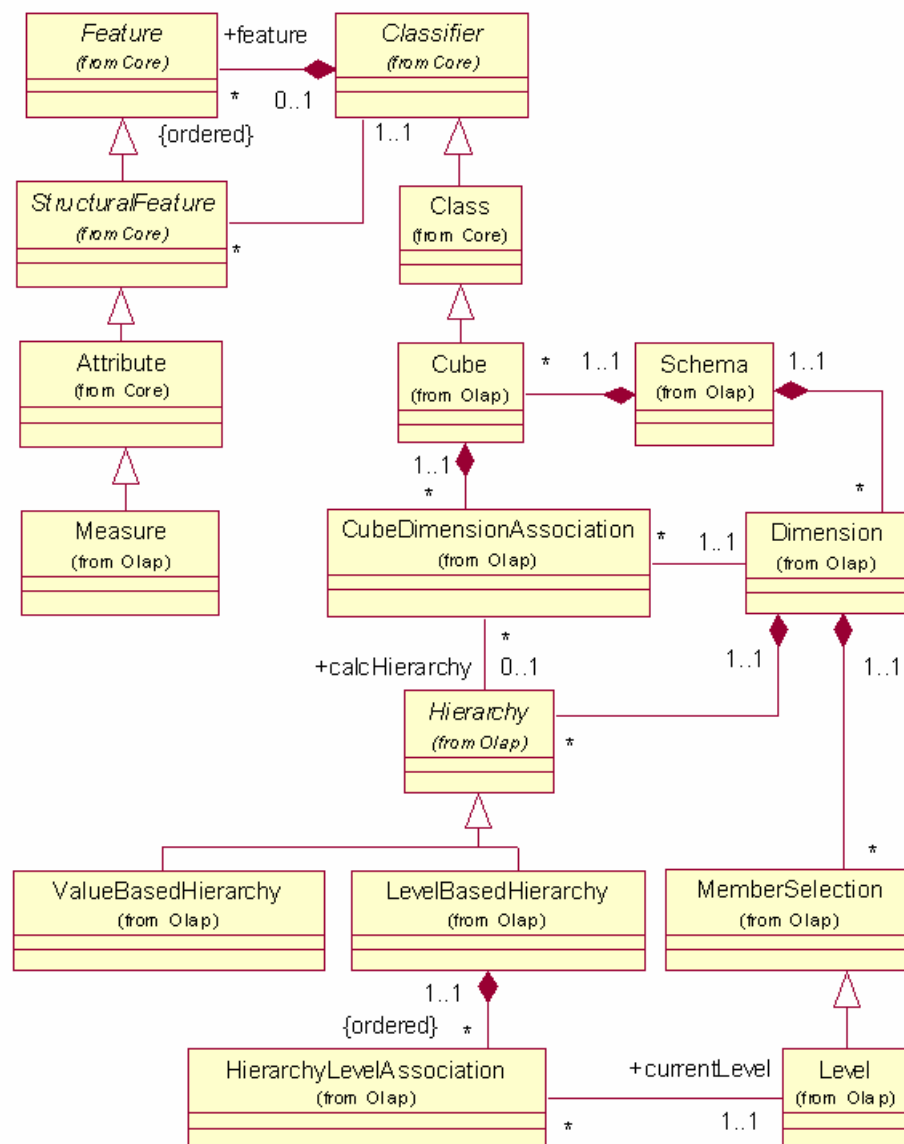 Feature
(from Core)
+feature
Classifier
(from Core)
*
0..1
{ordered}
1..1
StructuralFeature
(from Core)
*
Class
(from Core)
Attribute
(from Core)
Cube
(from Olap)
*
1..1
Schema
(from Olap)
1..1
1..1
*
*
Measure
(from Olap)
CubeDimensionAssociation
(from Olap)
*
1..1
Dimension
(from Olap)
*
+calcHierarchy
0..1
1..1
1..1
Hierarchy
(from Olap)
*
*
ValueBasedHierarchy
(from Olap)
LevelBasedHierarchy
(from Olap)
MemberSelection
(from Olap)
1..1
{ordered}
*
HierarchyLevelAssociation
(from Olap)
+currentLevel
*
1..1
Level
(from Olap)